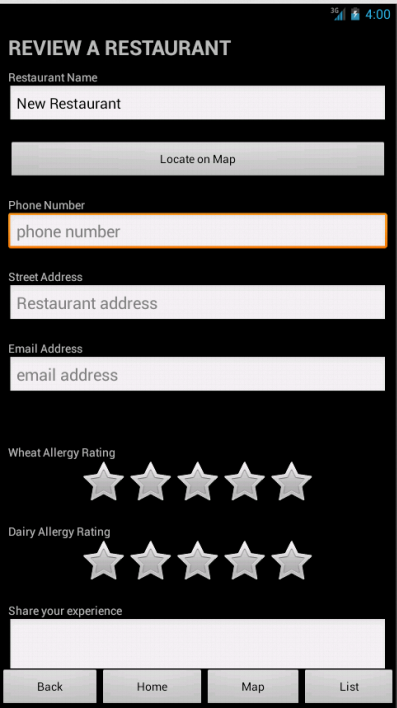 3G 4:00
REVIEW A RESTAURANT
Restaurant Name
New Restaurant
Locate on Map
Phone Number
phone number
Street Address
Restaurant address
Email Address
email address
Wheat Allergy Rating
Dairy Allergy Rating
Share your experience
Back Home Map List